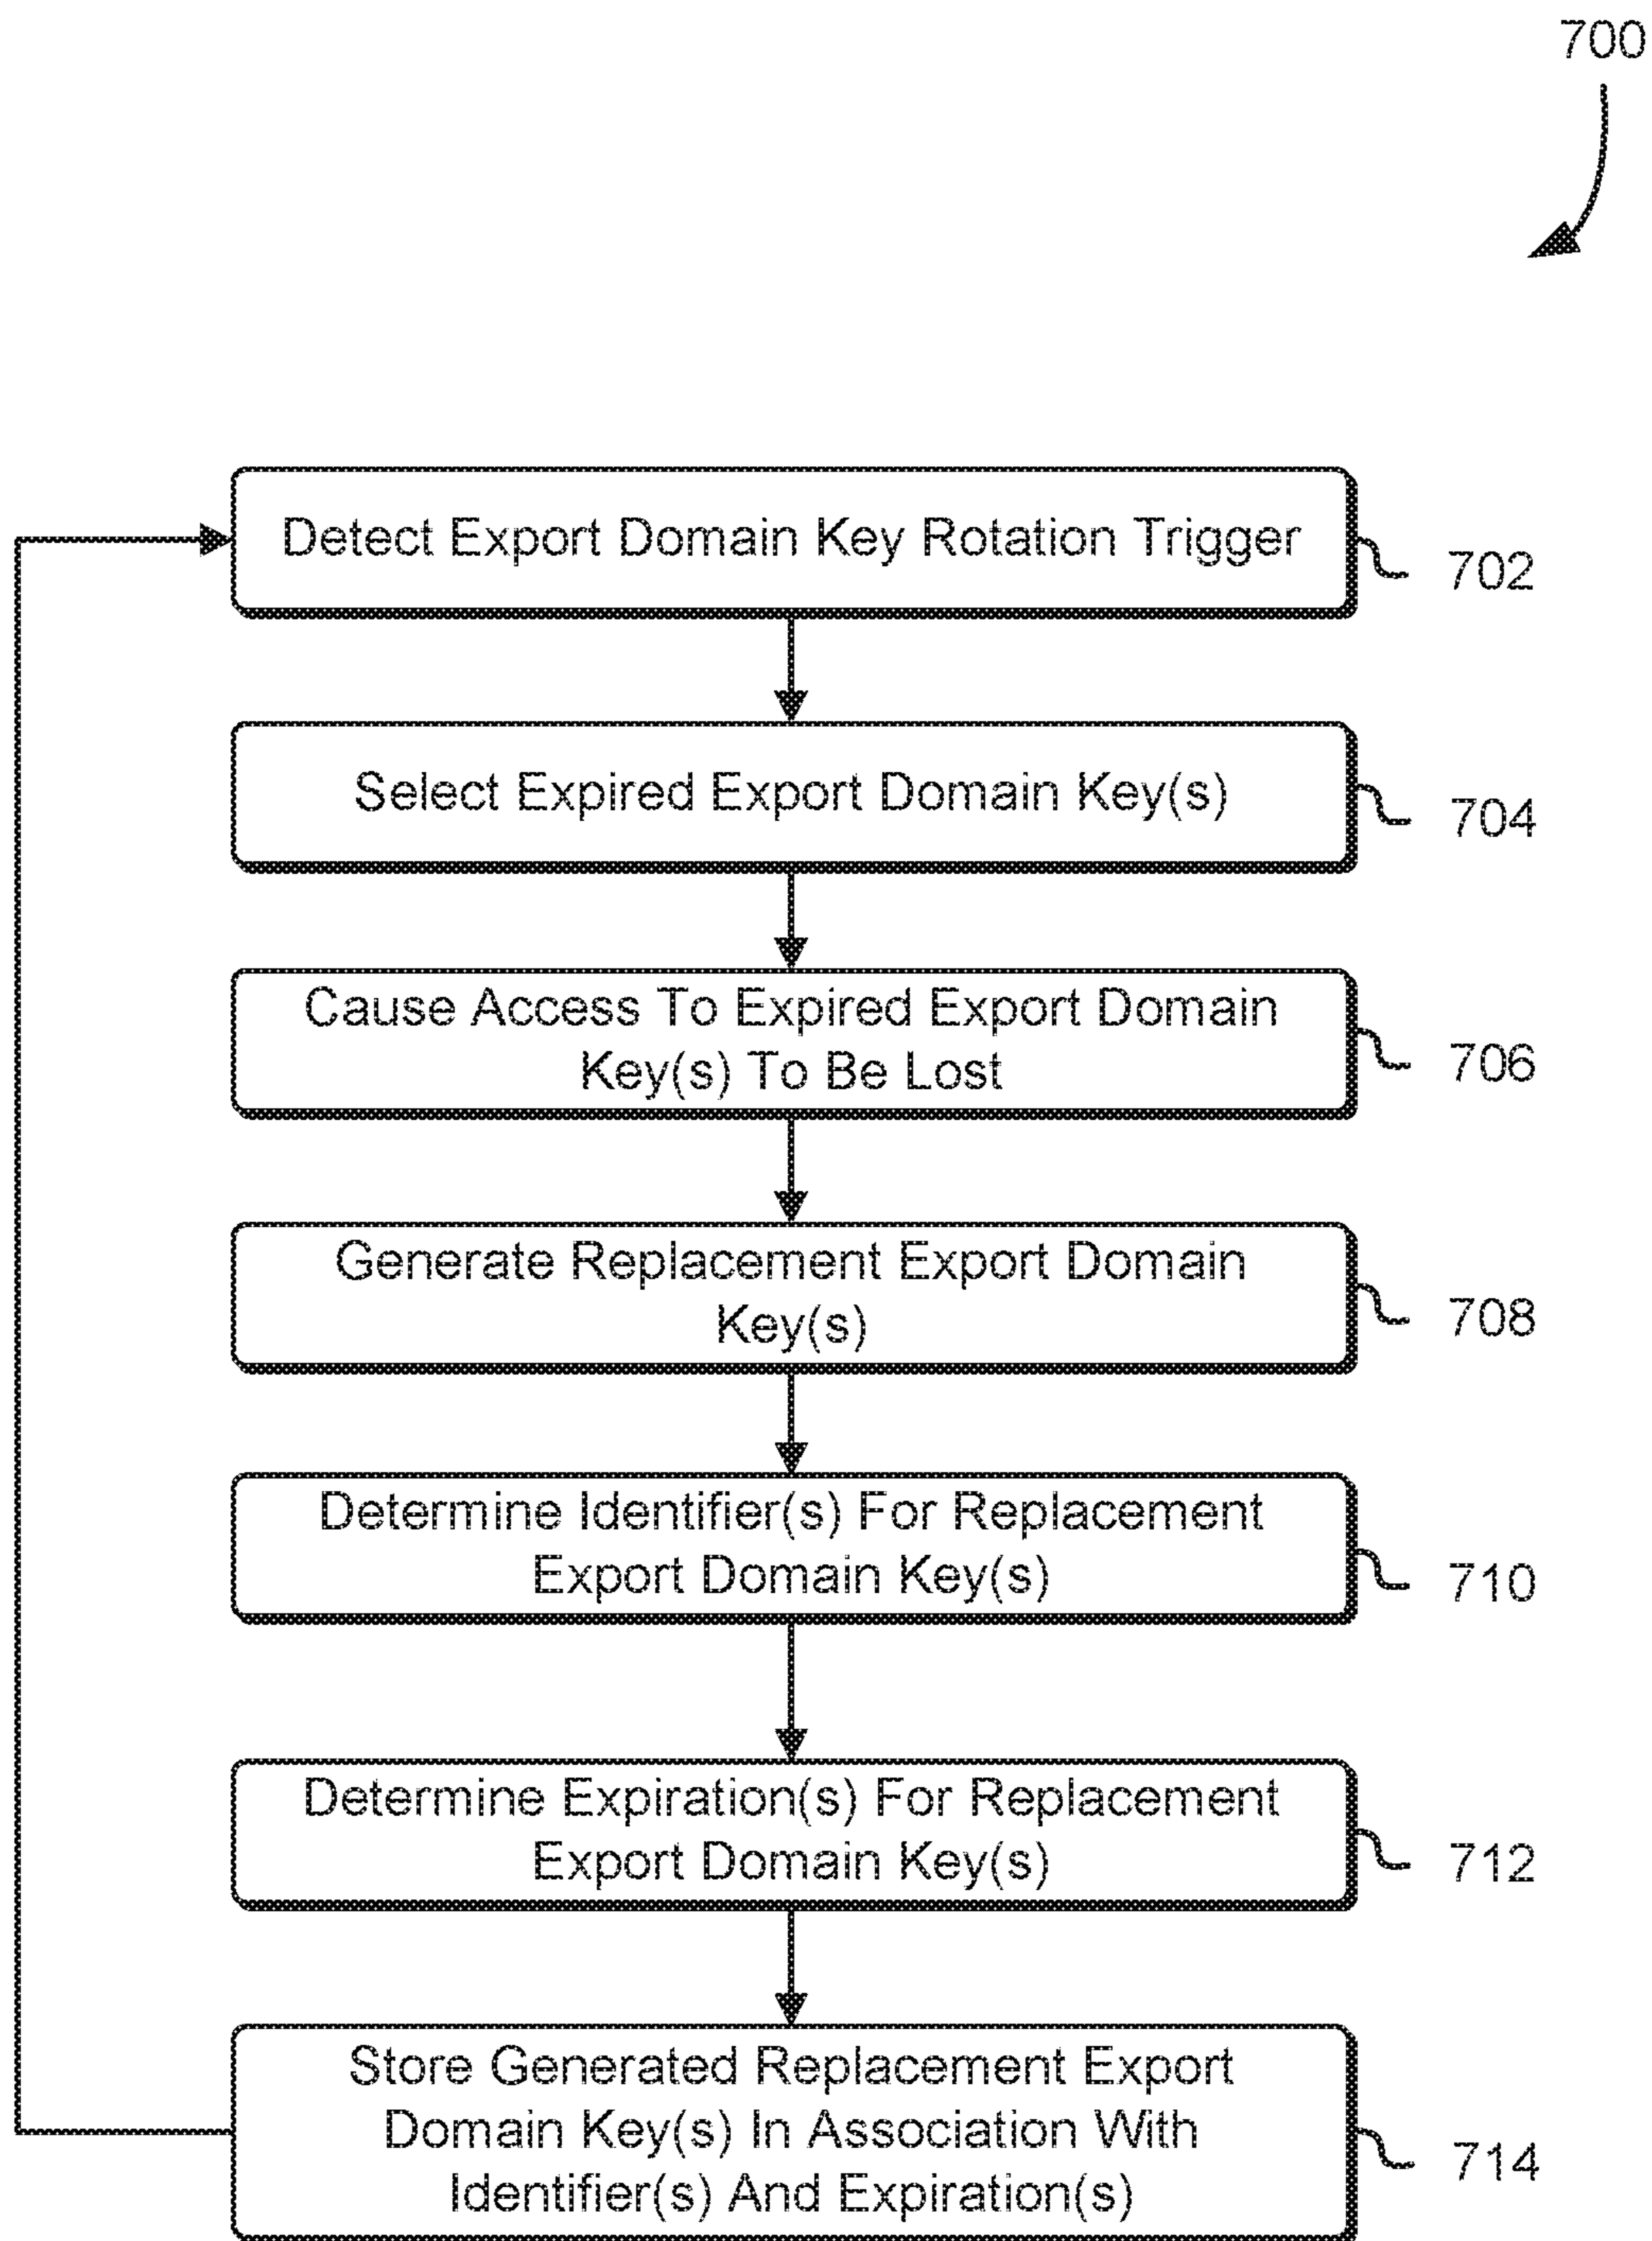 700
Detect Export Domain Key Rotation Trigger
702
Select Expired Export Domain Key(s)
704
Cause Access To Expired Export Domain
Key(s) To Be Lost
706
Generate Replacement Export Domain
Key(s)
708
Determine Identifier(s) For Replacement
Export Domain Key(s)
710
Determine Expiration(s) For Replacement
Export Domain Key(s)
712
Store Generated Replacement Export
Domain Key(s) In Association With
Identifier(s) And Expiration(s)
714